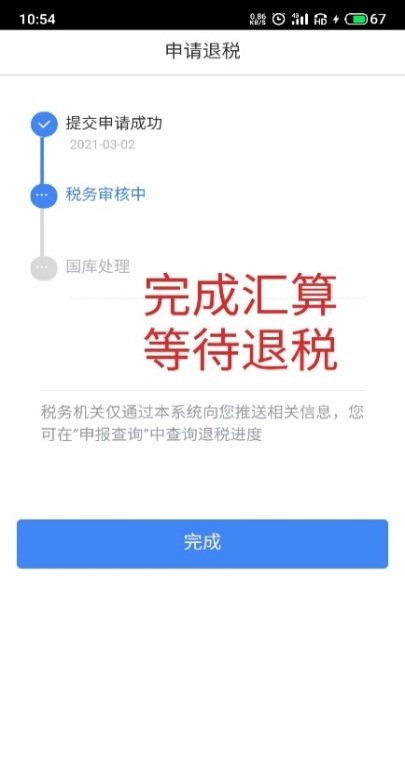 10:54
0.86 KB/S 4G HD 67
申请退税
提交申请成功
2021-03-02
税务审核中
国库处理
完成汇算
等待退税
税务机关仅通过本系统向您推送相关信息，您
可在“申报查询”中查询退税进度
完成